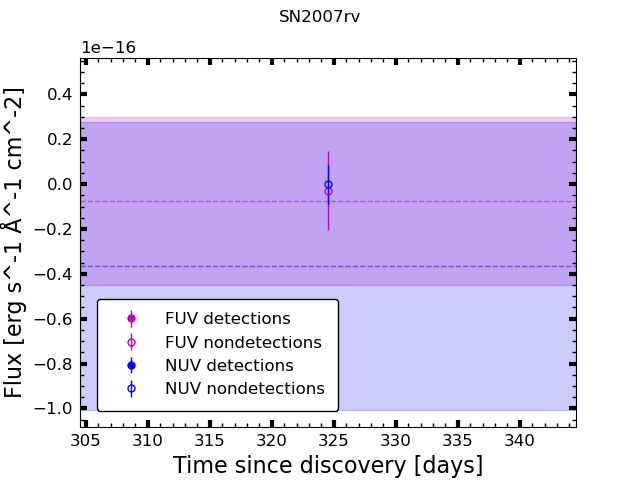 SN2007rv
1e−16
0.4
0.2
0.0
−0.2
−0.4
−0.6
−0.8
−1.0
Flux [erg s^-1 Å^-1 cm^-2]
FUV detections
FUV nondetections
NUV detections
NUV nondetections
305 310 315 320 325 330 335 340
Time since discovery [days]